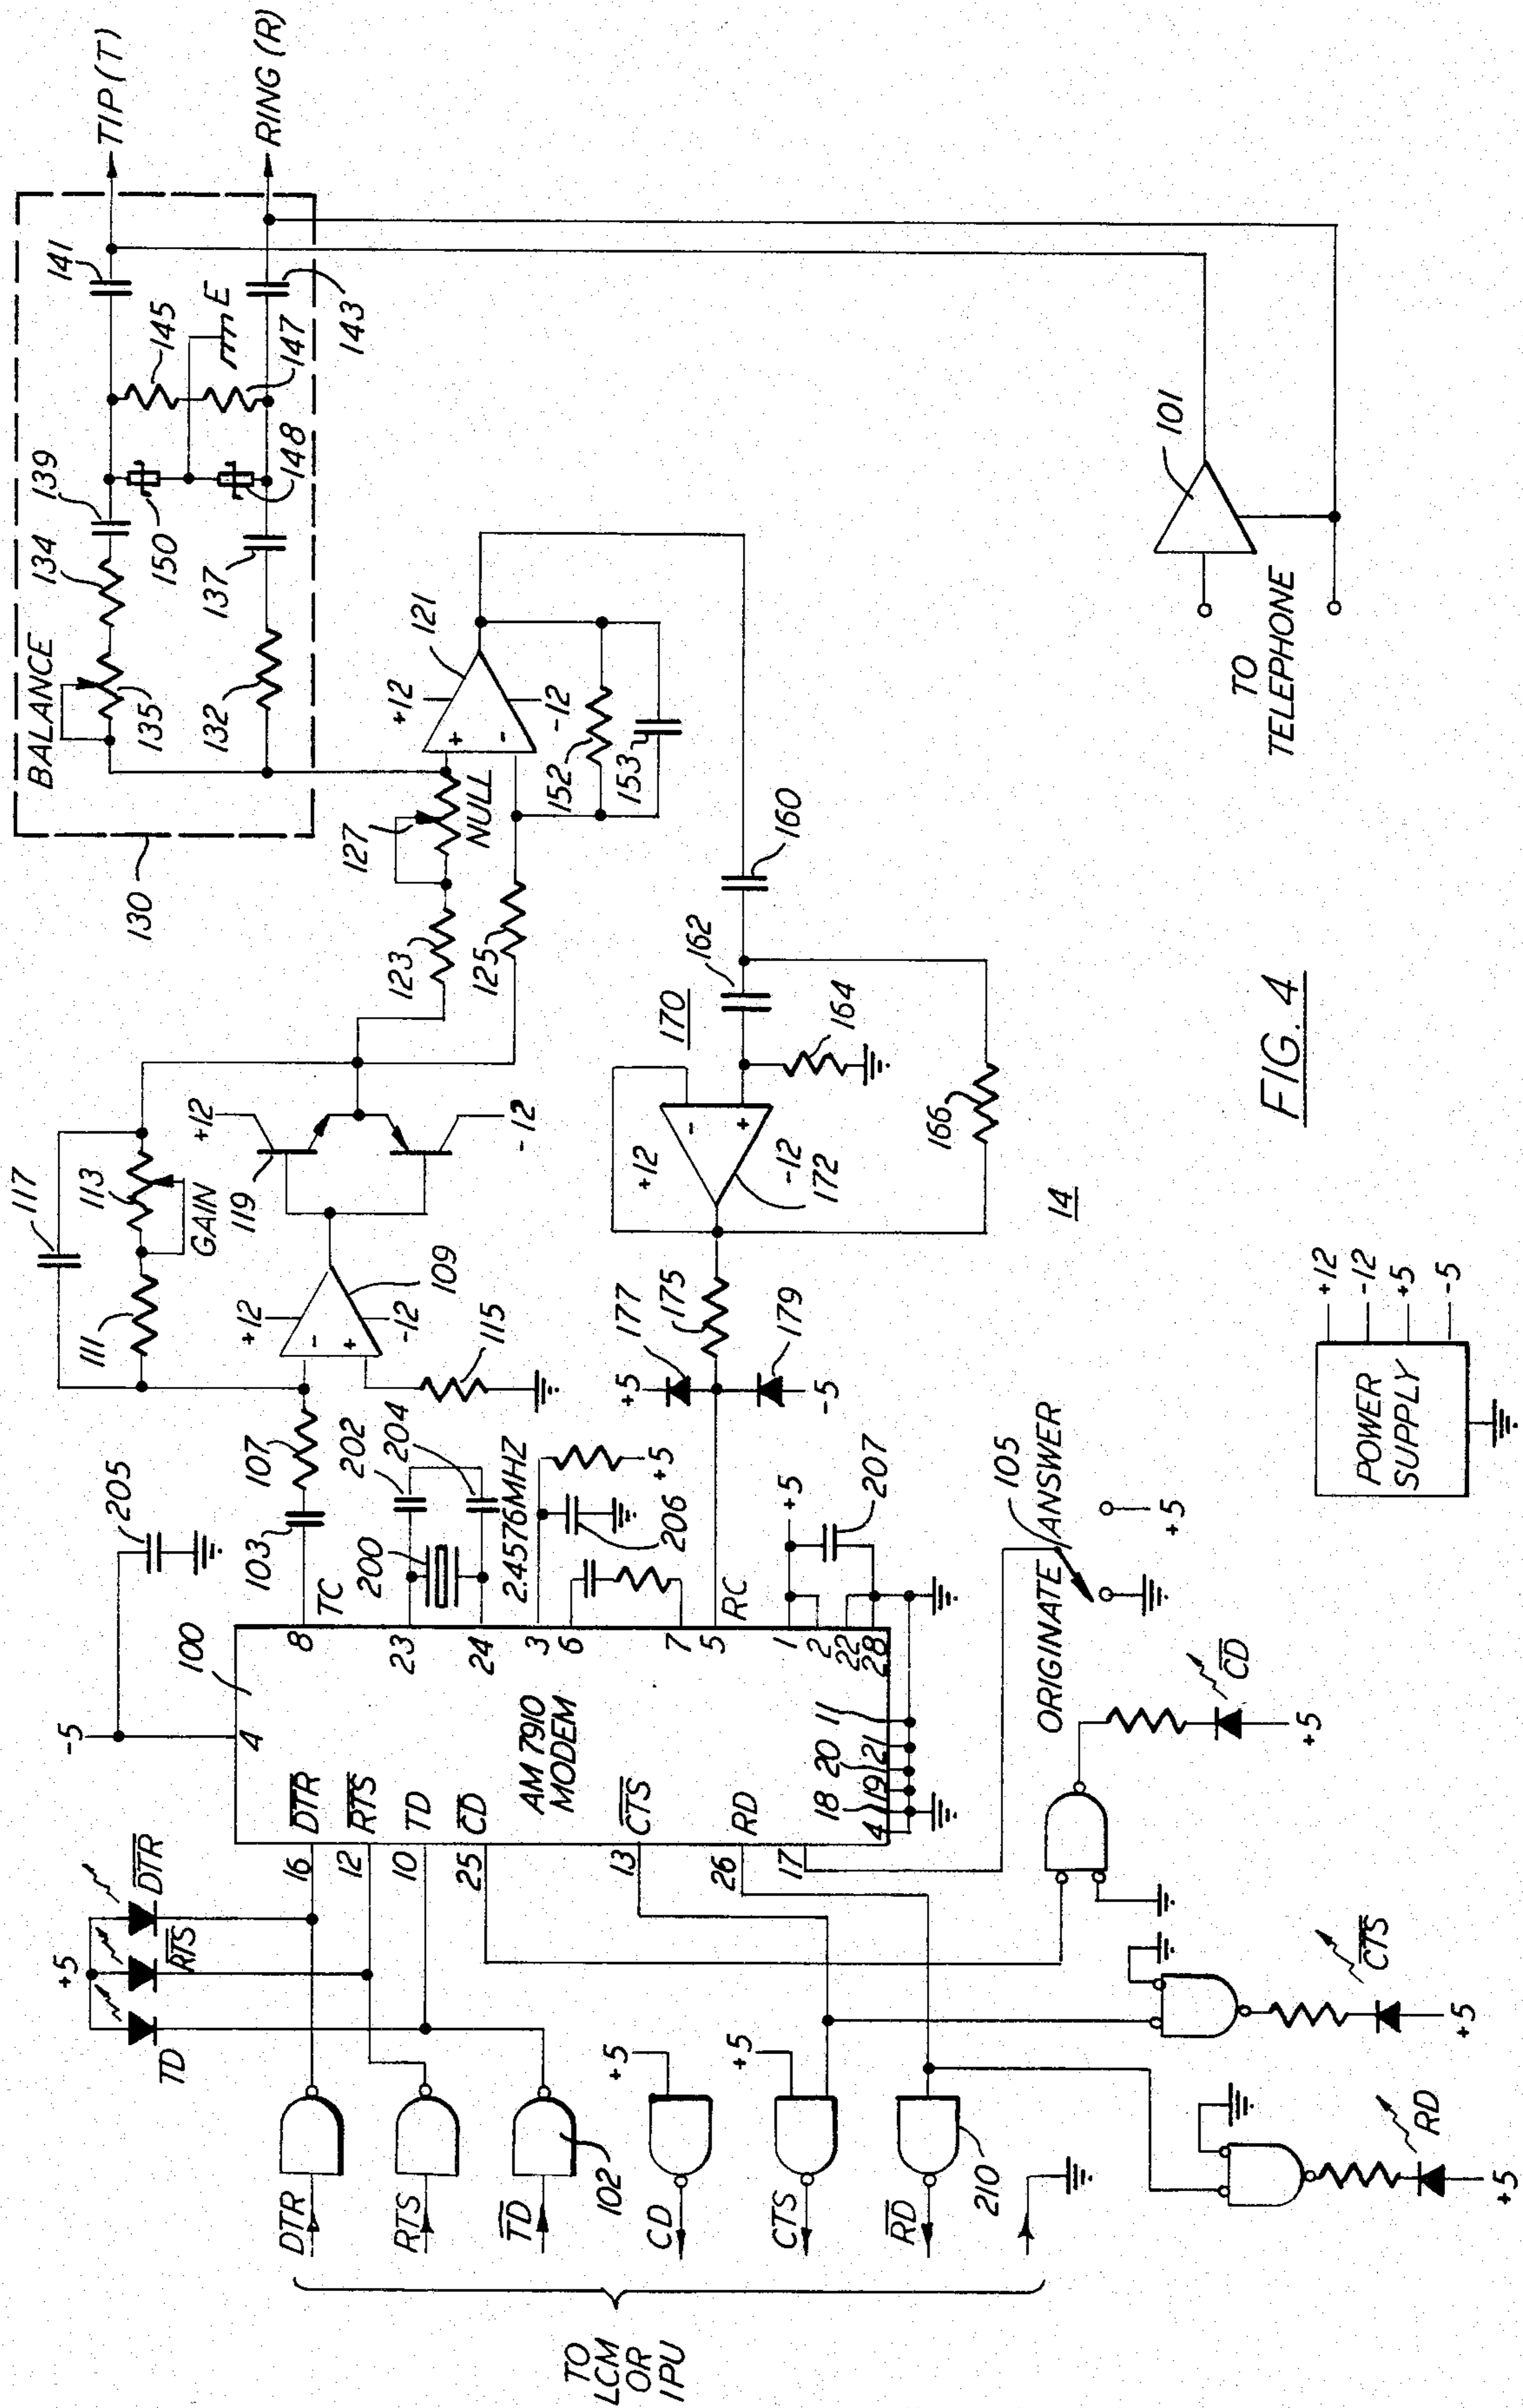 TIP (T)
RING (R)
BALANCE
135
134
139
141
145
E
147
143
150
148
137
132
130
117
113
GAIN
111
+12
119
-12
+12
109
-12
115
123
127
NULL
125
+12
121
-12
152
153
160
162
170
164
166
+12
-12
172
175
177
179
+5
-5
-5
205
100
4
103
107
8
TC
202
204
200
23
24
2.4576MHZ
3
6
7
206
+5
5
RC
1
2
22
28
+5
207
AM 7910
MODEM
DTR
RTS
TD
CD
CTS
RD
16
12
10
25
13
26
17
11
20
21
18
19
4
+5
DTR
RTS
TD
DTR
RTS
TD
102
CD
+5
CTS
+5
RD
210
TO
LCM
OR
IPU
ORIGINATE / ANSWER
105
+5
CD
+5
CTS
+5
RD
+5
14
POWER
SUPPLY
+12
-12
+5
-5
101
TO
TELEPHONE
FIG. 4